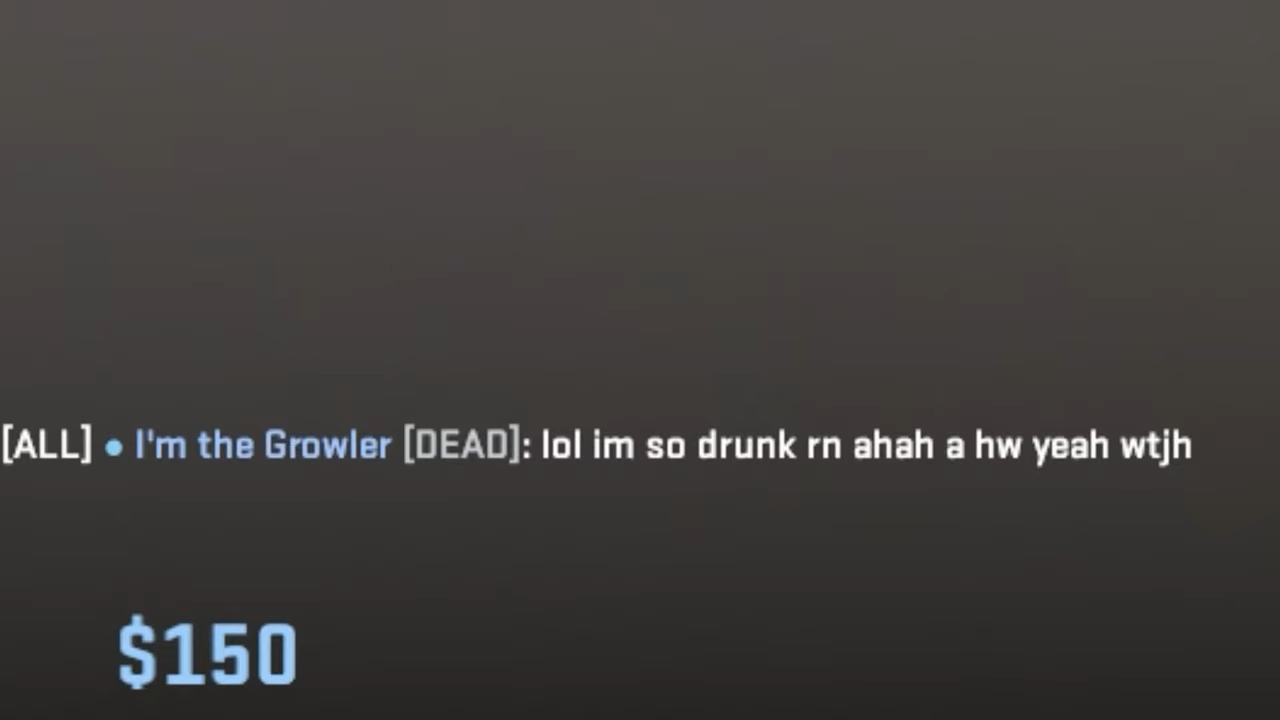 [ALL] ● I'm the Growler [DEAD]: lol im so drunk rn ahah a hw yeah wtjh
$150